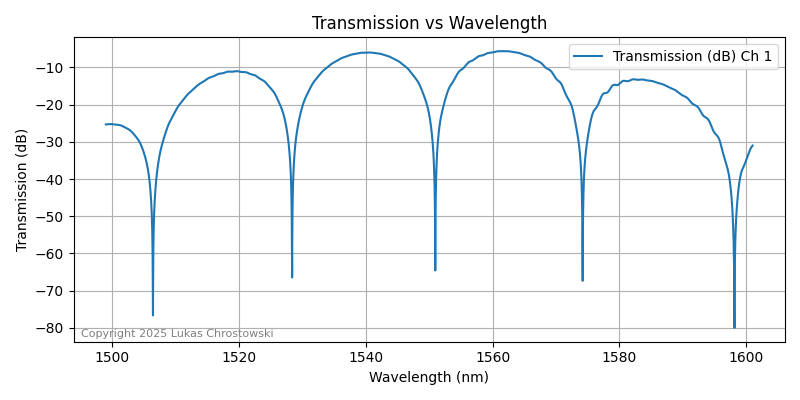 Transmission vs Wavelength
Transmission (dB) Ch 1
−10
−20
−30
−40
−50
−60
−70
−80
Transmission (dB)
Copyright 2025 Lukas Chrostowski
1500 1520 1540 1560 1580 1600
Wavelength (nm)